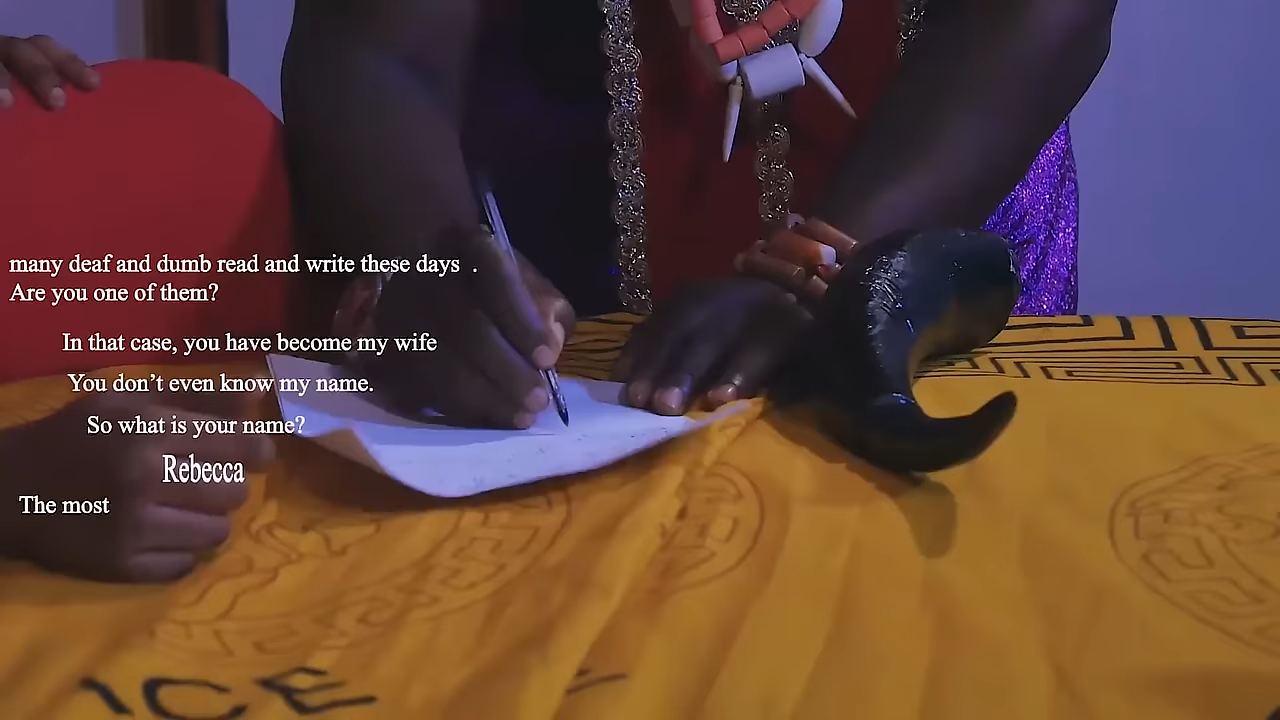 many deaf and dumb read and write these days .
Are you one of them?
In that case, you have become my wife
You don’t even know my name.
So what is your name?
Rebecca
The most
ICE